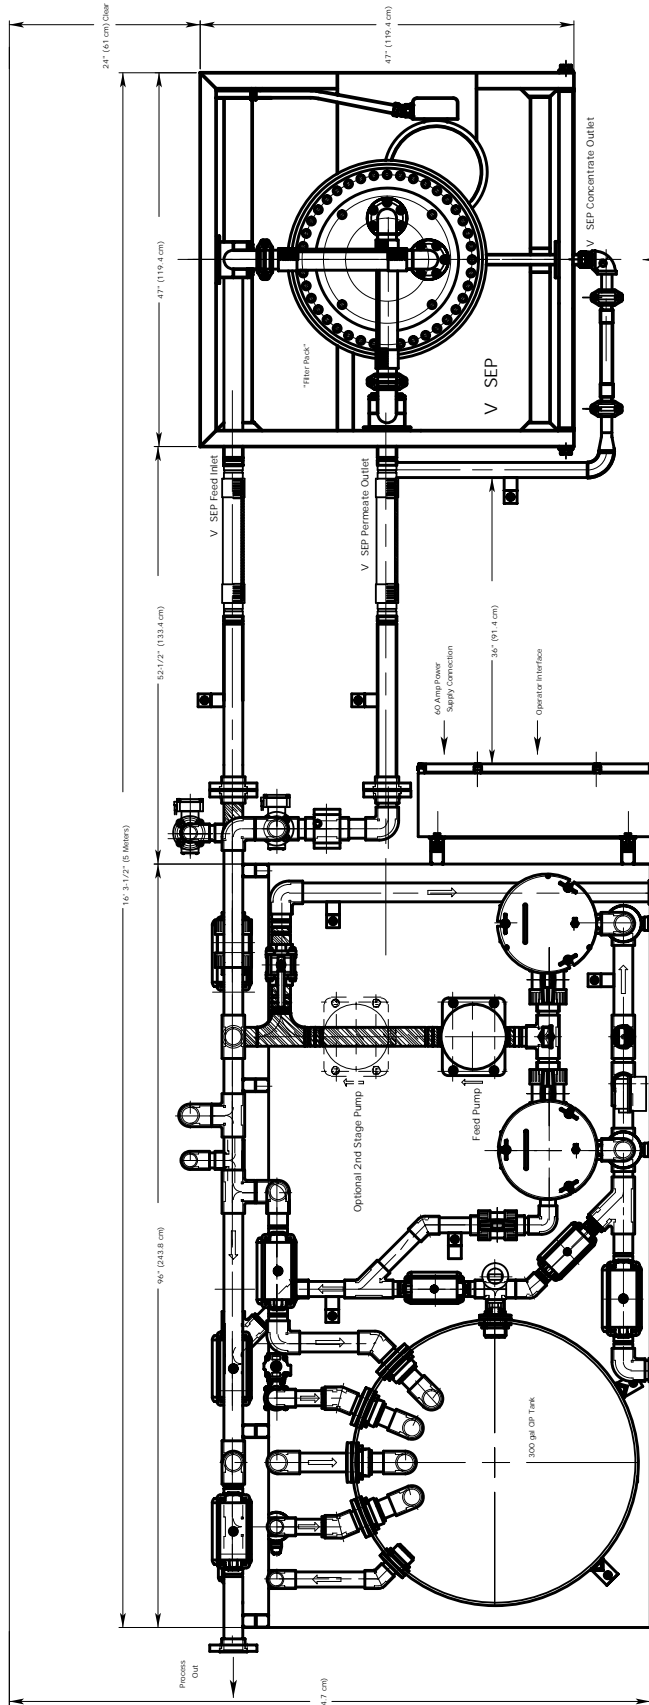 24" (61 cm) Clear
47" (119.4 cm)
47" (119.4 cm)
V SEP Concentrate Outlet
"Filter Pack"
V SEP
V SEP Feed Inlet
V SEP Permeate Outlet
52-1/2" (133.4 cm)
36" (91.4 cm)
60 Amp Power
Supply Connection
Operator Interface
16' 3-1/2" (5 Meters)
Optional 2nd Stage Pump
Feed Pump
96" (243.8 cm)
300 gal CIP Tank
Process
Out
4.7 cm)